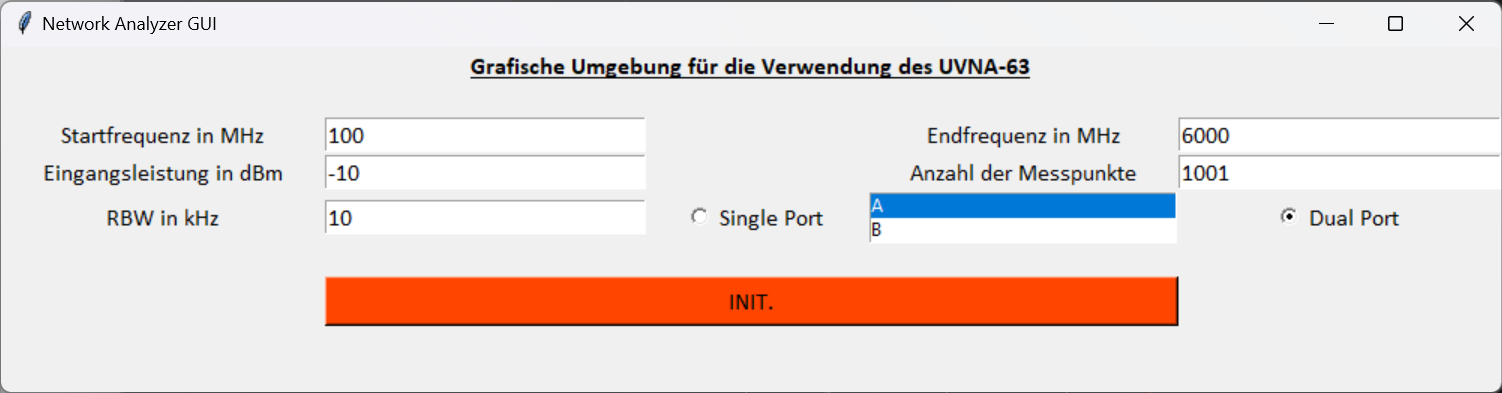 Network Analyzer GUI
Grafische Umgebung für die Verwendung des UVNA-63
Startfrequenz in MHz 100 Endfrequenz in MHz 6000
Eingangsleistung in dBm -10 Anzahl der Messpunkte 1001
RBW in kHz 10 Single Port A Dual Port
B
INIT.